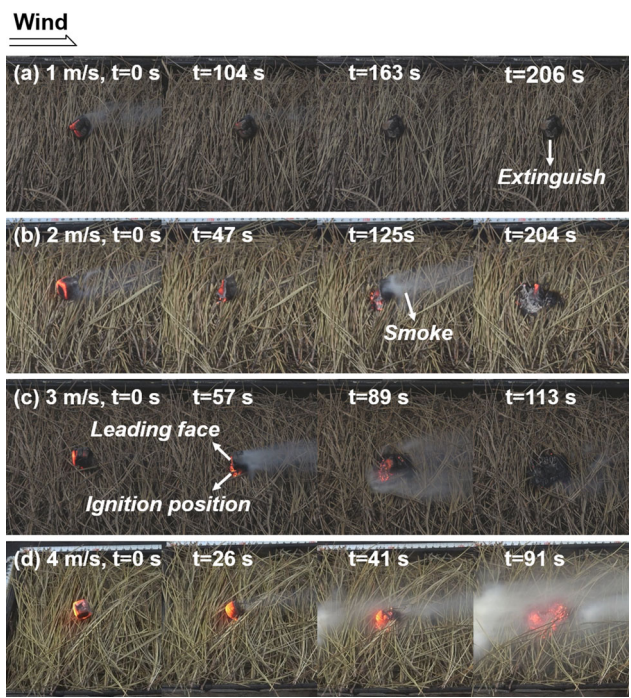 Wind
(a) 1 m/s, t=0 s t=104 s t=163 s t=206 s
Extinguish
(b) 2 m/s, t=0 s t=47 s t=125s t=204 s
Smoke
(c) 3 m/s, t=0 s t=57 s t=89 s t=113 s
Leading face
Ignition position
(d) 4 m/s, t=0 s t=26 s t=41 s t=91 s